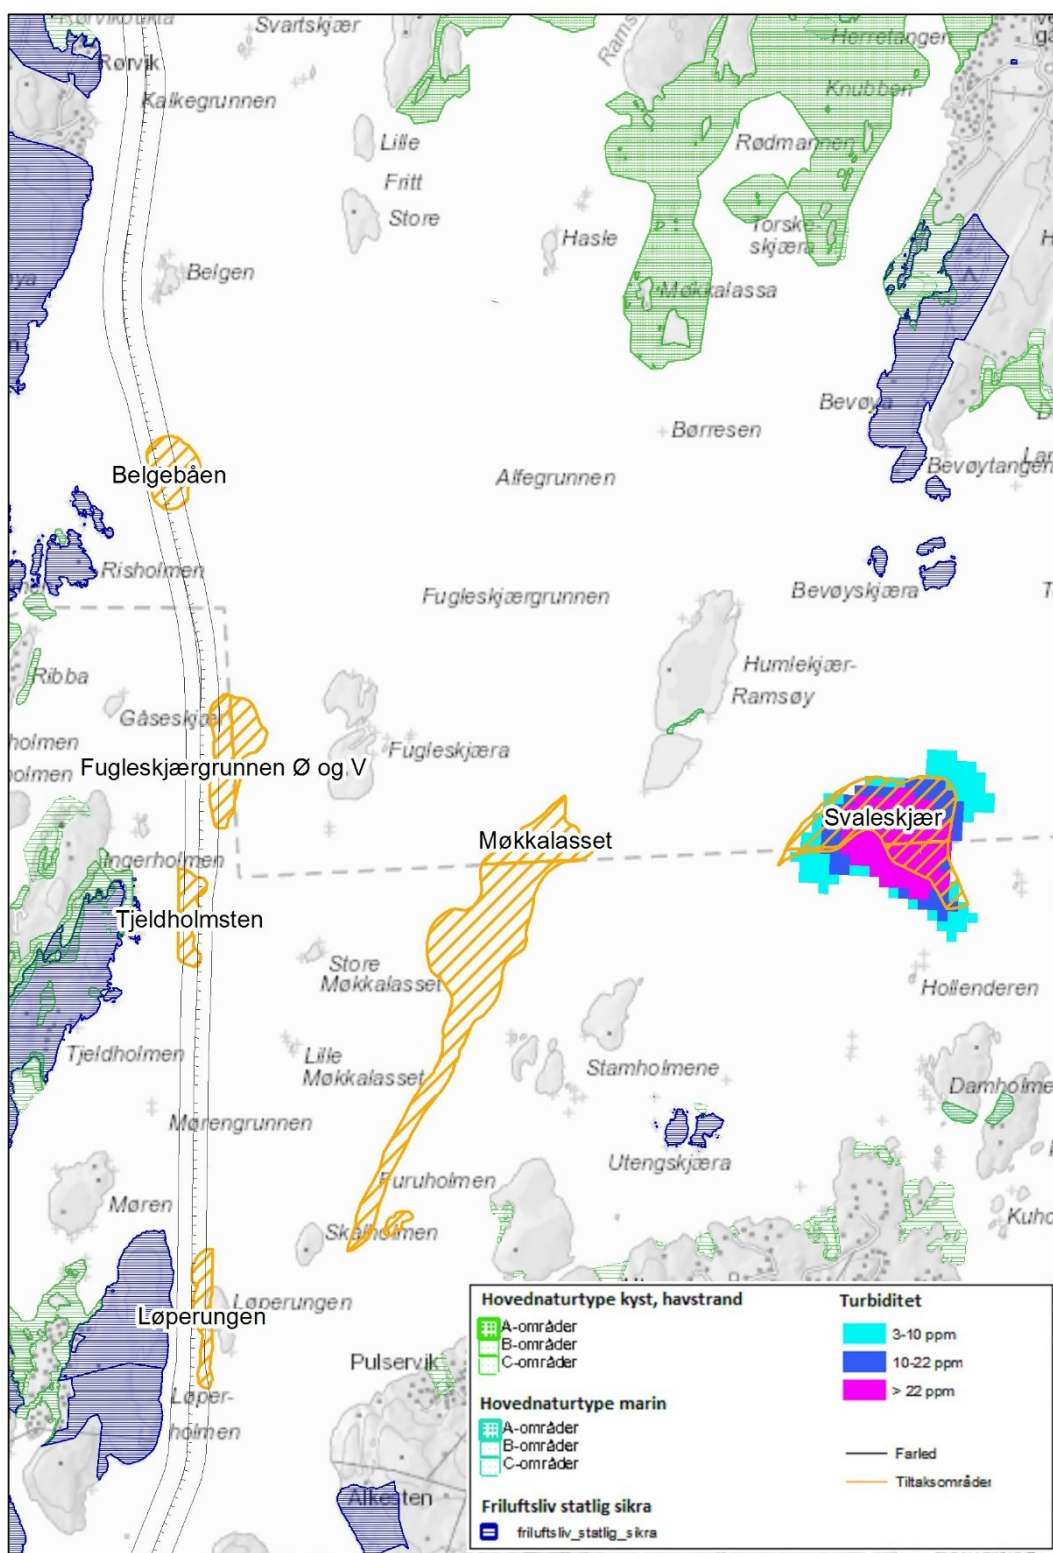 Svartskjær
Rørvik
Kalkegrunnen
Herretangen
Knubben
Lille
Fritt
Store
Rødmannen
Torske-
skjæra
Hasle
Belgen
Møkkalassa
Bevøya
Børresen
Bevøytangen
Belgebåen
Alfegrunnen
Risholmen
Fugleskjærgrunnen
Bevøyskjæra
Humlekjær-
Ramsøy
Ribba
Gåseskjær
Fugleskjæra
Fugleskjærgrunnen Ø og V
Møkkalasset
Svaleskjær
Ingerholmen
Tjeldholmsten
Store
Møkkalasset
Hollenderen
Tjeldholmen
Lille
Møkkalasset
Stamholmene
Mørengrunnen
Utengskjæra
Furuholmen
Møren
Skalholmen
Løperungen
Løperungen
Pulservik
Løper-
holmen
Alkesten
Hovednaturtype kyst, havstrand
A-områder
B-områder
C-områder
Hovednaturtype marin
A-områder
B-områder
C-områder
Friluftsliv statlig sikra
friluftsliv_statlig_sikra
Turbiditet
3-10 ppm
10-22 ppm
> 22 ppm
Farled
Tiltaksområder